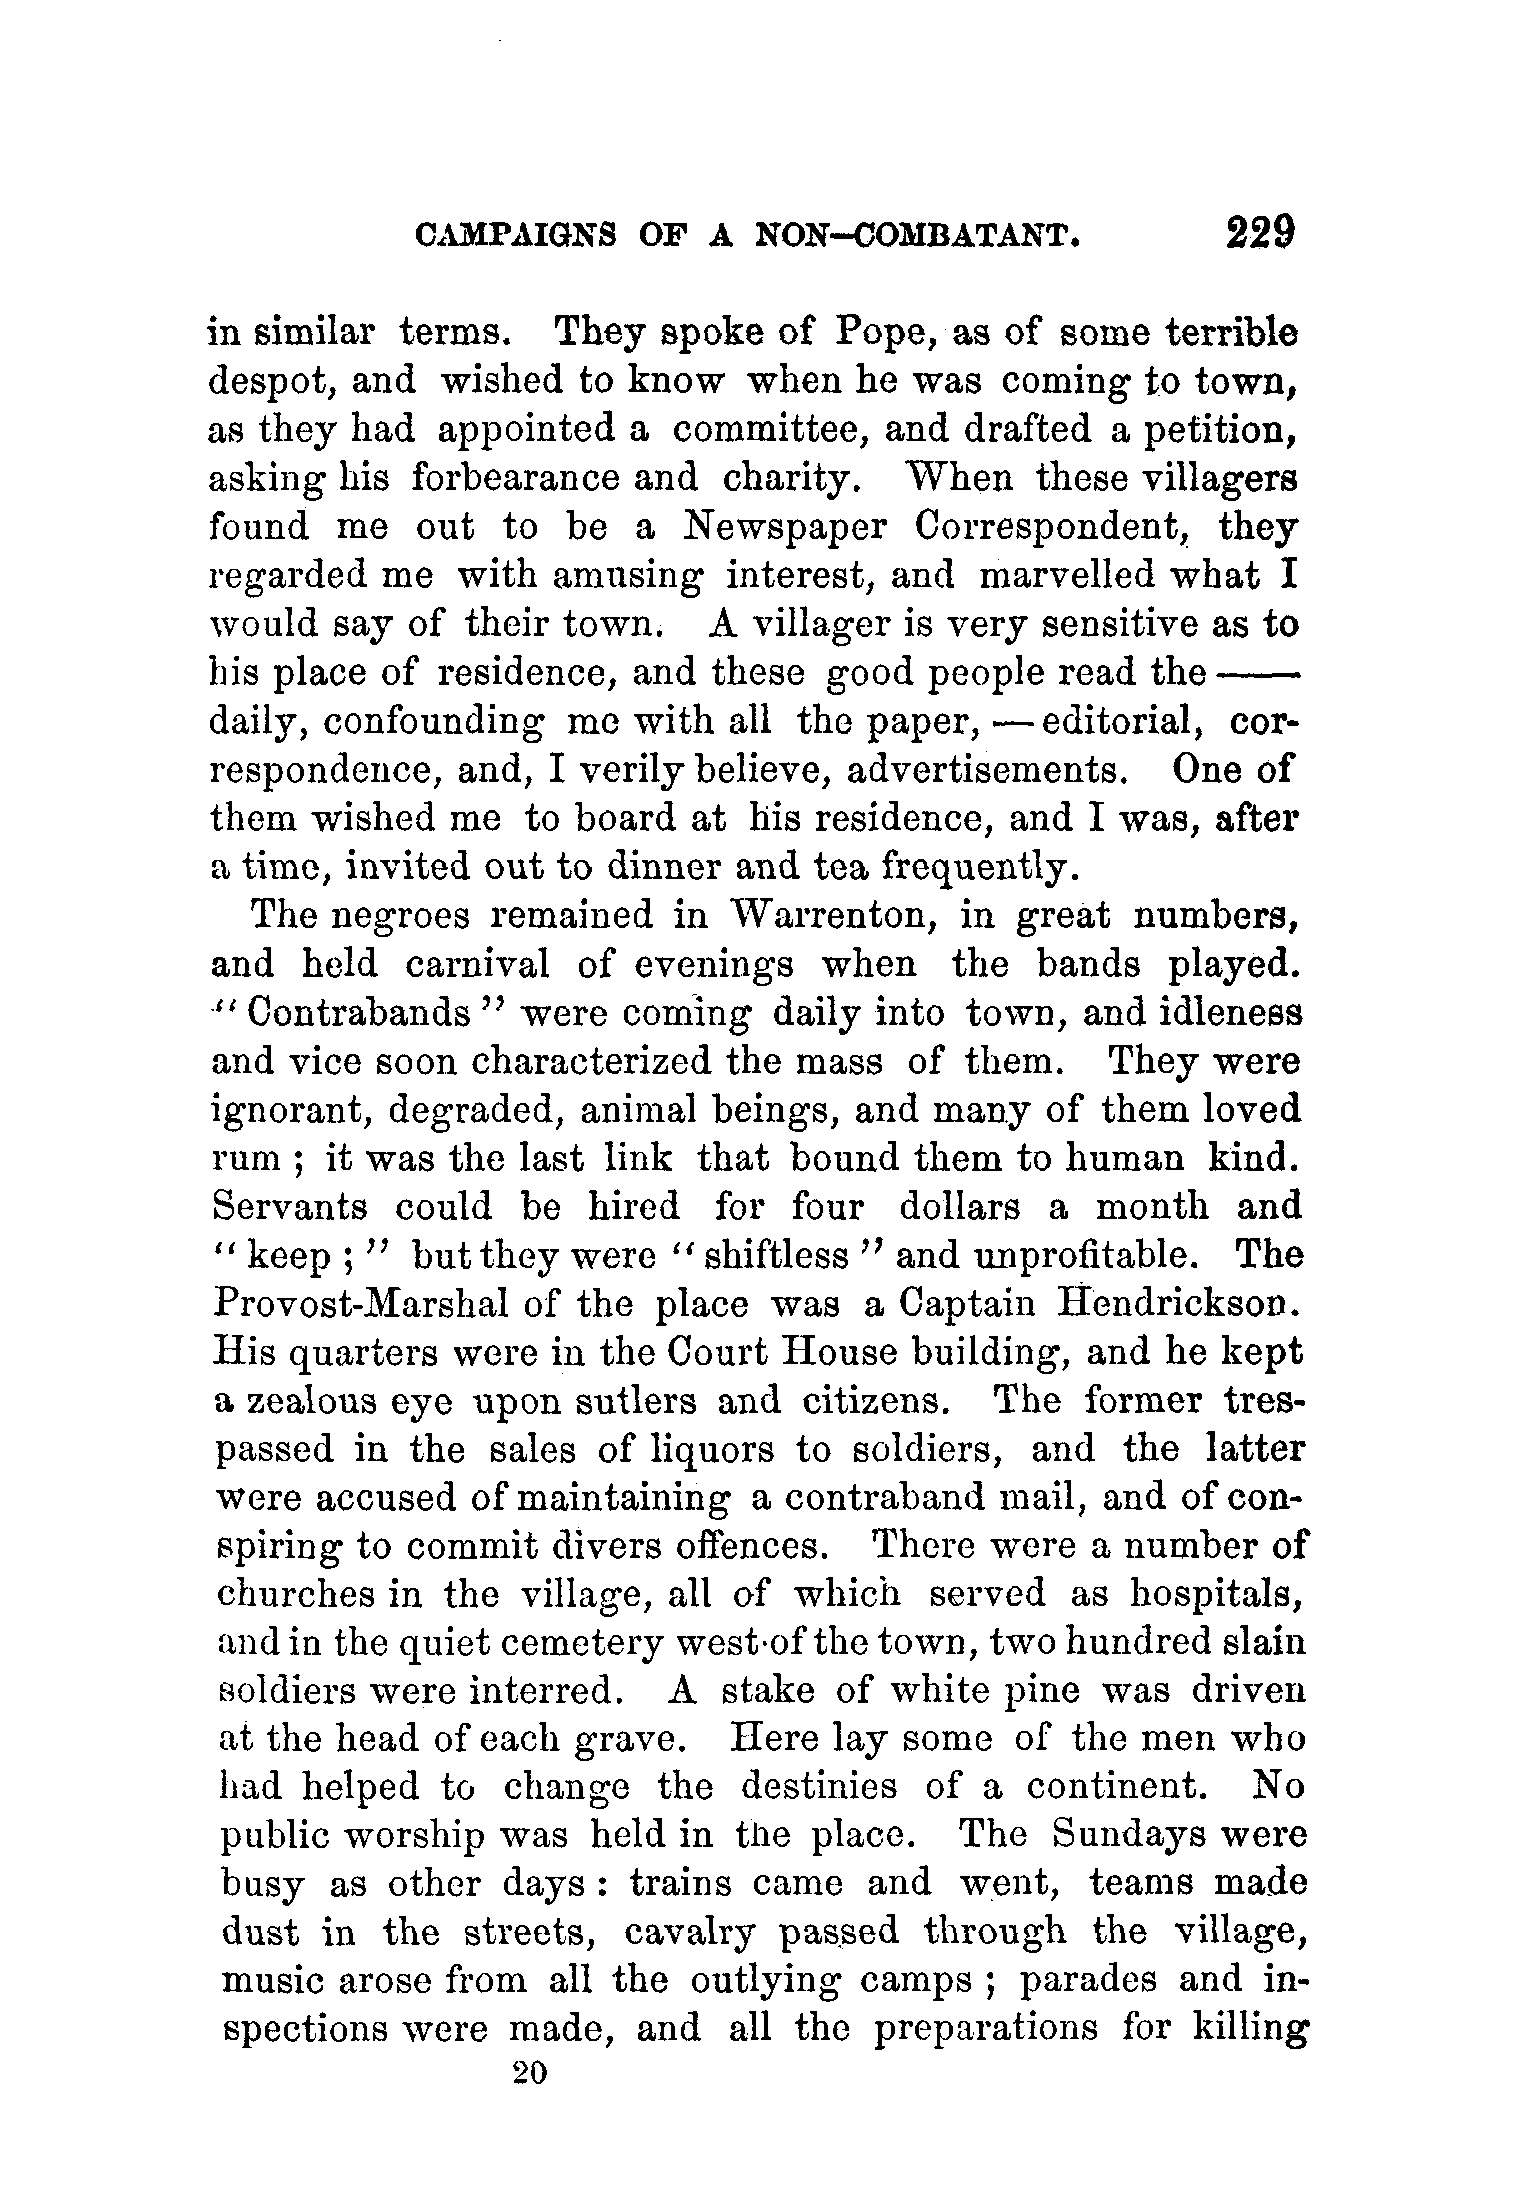 CAMPAIGNS OF A NON-COMBATANT. 229
in similar terms. They spoke of Pope, as of some terrible
despot, and wished to know when he was coming to town,
as they had appointed a committee, and drafted a petition,
asking his forbearance and charity. When these villagers
found me out to be a Newspaper Correspondent, they
regarded me with amusing interest, and marvelled what I
would say of their town. A villager is very sensitive as to
his place of residence, and these good people read the ——
daily, confounding me with all the paper, — editorial, cor-
respondence, and, I verily believe, advertisements. One of
them wished me to board at his residence, and I was, after
a time, invited out to dinner and tea frequently.
The negroes remained in Warrenton, in great numbers,
and held carnival of evenings when the bands played.
“Contrabands” were coming daily into town, and idleness
and vice soon characterized the mass of them. They were
ignorant, degraded, animal beings, and many of them loved
rum ; it was the last link that bound them to human kind.
Servants could be hired for four dollars a month and
“keep ;” but they were “shiftless” and unprofitable. The
Provost-Marshal of the place was a Captain Hendrickson.
His quarters were in the Court House building, and he kept
a zealous eye upon sutlers and citizens. The former tres-
passed in the sales of liquors to soldiers, and the latter
were accused of maintaining a contraband mail, and of con-
spiring to commit divers offences. There were a number of
churches in the village, all of which served as hospitals,
and in the quiet cemetery west of the town, two hundred slain
soldiers were interred. A stake of white pine was driven
at the head of each grave. Here lay some of the men who
had helped to change the destinies of a continent. No
public worship was held in the place. The Sundays were
busy as other days : trains came and went, teams made
dust in the streets, cavalry passed through the village,
music arose from all the outlying camps ; parades and in-
spections were made, and all the preparations for killing
20